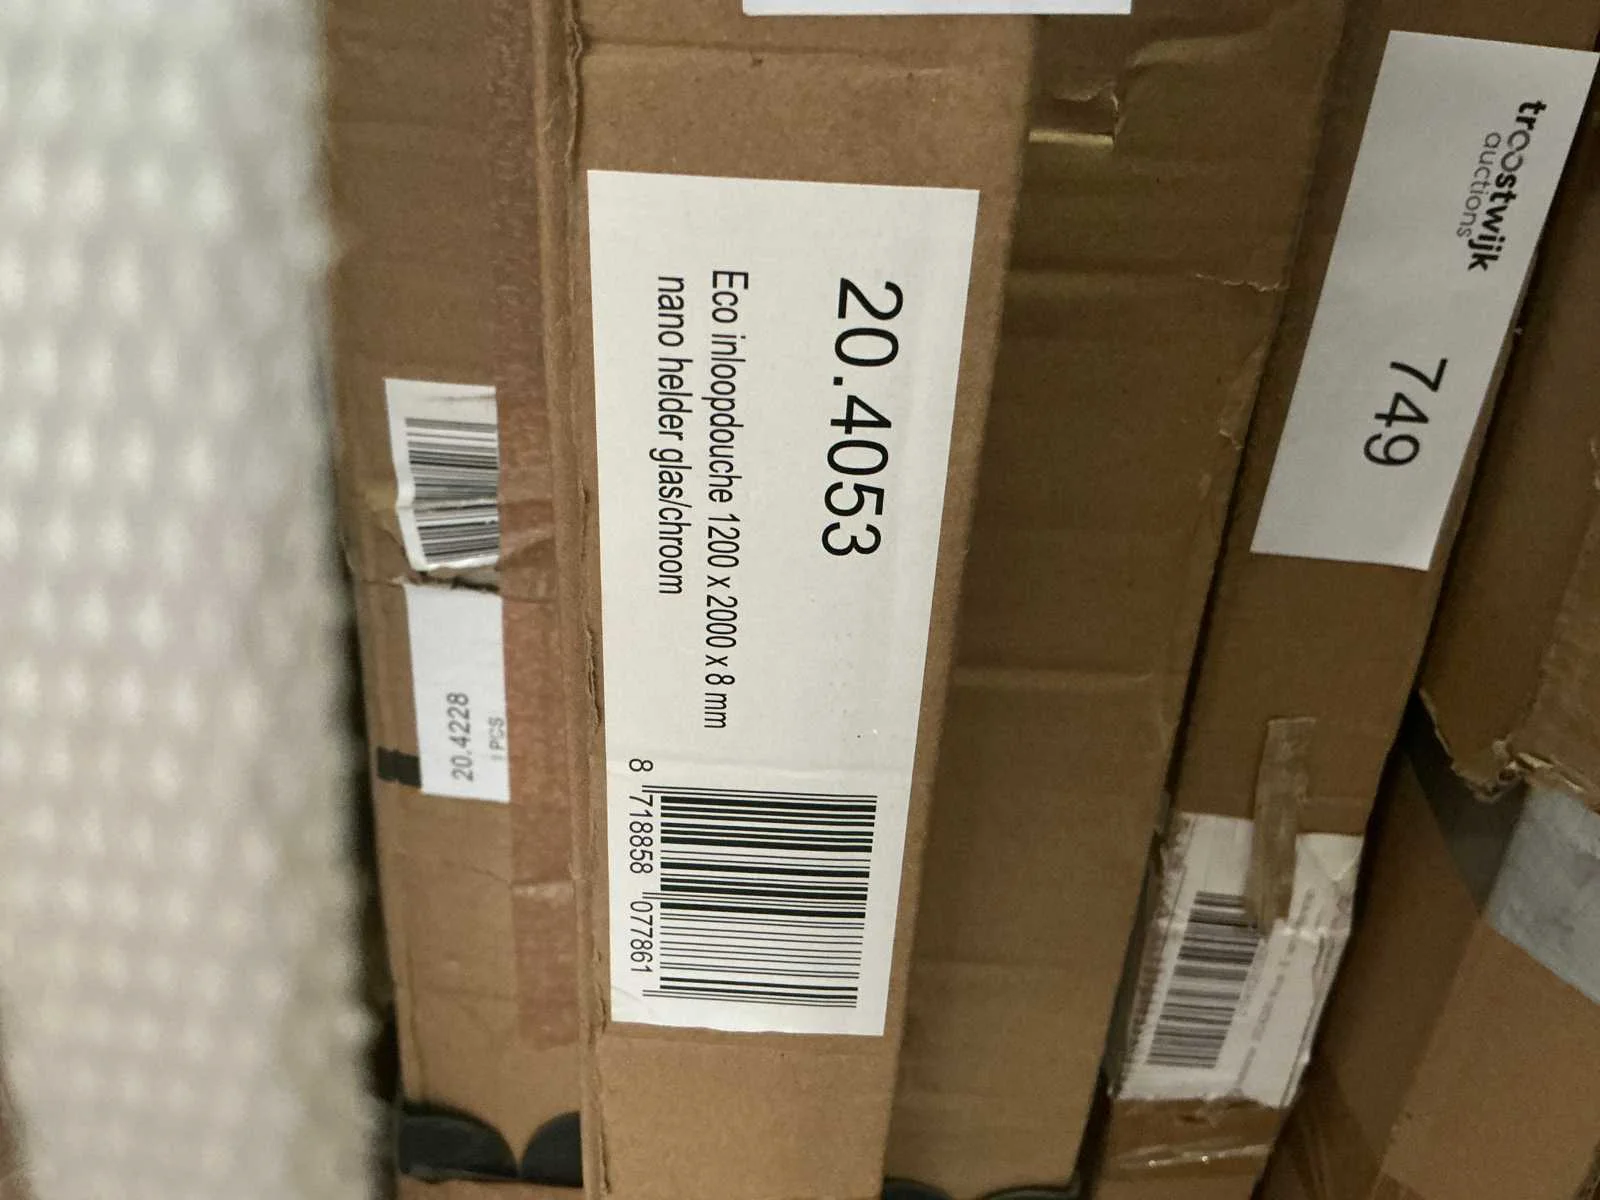 troostwijk
auctions
749
20.4053
Eco inloopdouche 1200 x 2000 x 8 mm
nano helder glas/chroom
8 718858 077861
20.4228
1 PCS